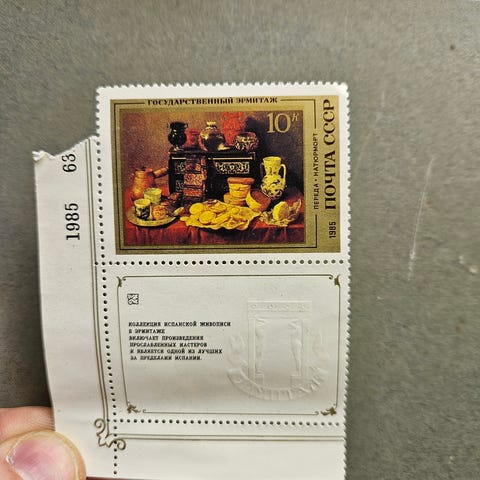 ГОСУДАРСТВЕННЫЙ ЭРМИТАЖ
10к
ПЕРЕДА • НАТЮРМОРТ
ПОЧТА СССР
1985
1985 63
КОЛЛЕКЦИЯ ИСПАНСКОЙ ЖИВОПИСИ
В ЭРМИТАЖЕ
ВКЛЮЧАЕТ ПРОИЗВЕДЕНИЯ
ПРОСЛАВЛЕННЫХ МАСТЕРОВ
И ЯВЛЯЕТСЯ ОДНОЙ ИЗ ЛУЧШИХ
ЗА ПРЕДЕЛАМИ ИСПАНИИ.
ЭРМИТАЖ